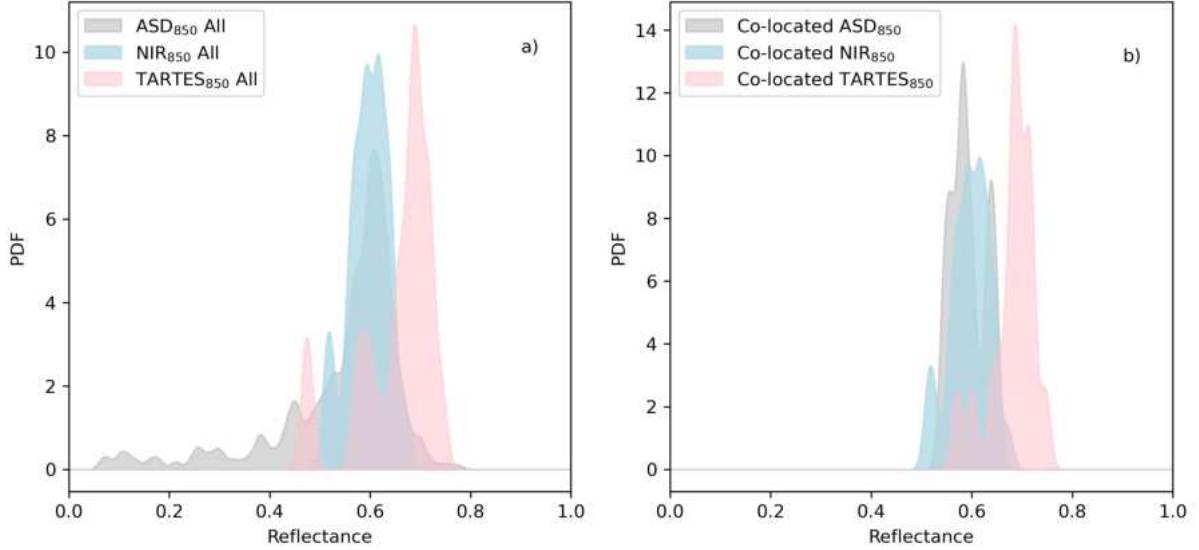 ASD₈₅₀ All
NIR₈₅₀ All
TARTES₈₅₀ All
a)
10
8
6
4
2
0
PDF
0.0 0.2 0.4 0.6 0.8 1.0
Reflectance
Co-located ASD₈₅₀
Co-located NIR₈₅₀
Co-located TARTES₈₅₀
b)
14
12
10
8
6
4
2
0
PDF
0.0 0.2 0.4 0.6 0.8 1.0
Reflectance